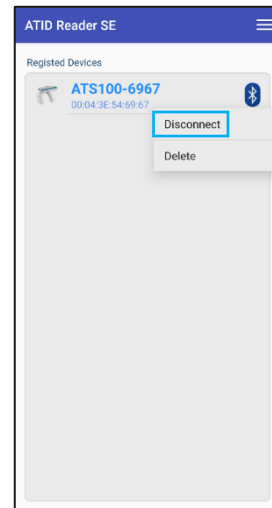 ATID Reader SE
Registed Devices
ATS100-6967
00:04:3E:54:69:67
Disconnect
Delete